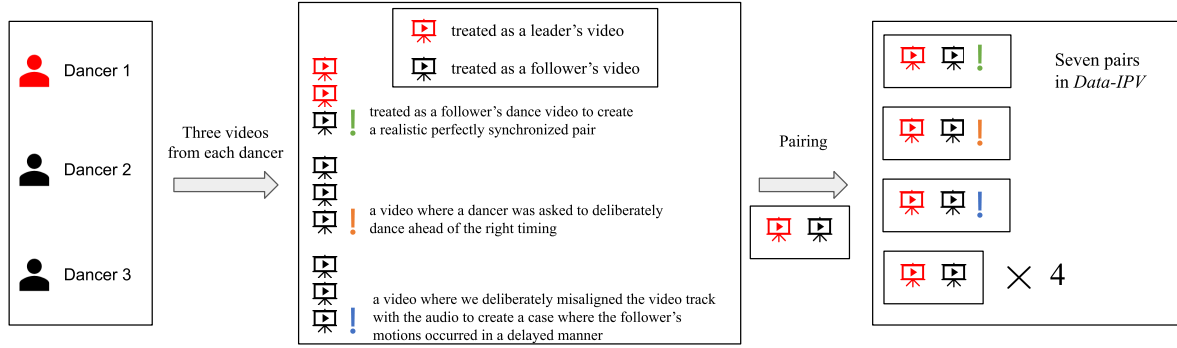 Dancer 1
Dancer 2
Dancer 3
Three videos
from each dancer
treated as a leader's video
treated as a follower's video
! treated as a follower's dance video to create
a realistic perfectly synchronized pair
! a video where a dancer was asked to deliberately
dance ahead of the right timing
a video where we deliberately misaligned the video track
! with the audio to create a case where the follower's
motions occurred in a delayed manner
Pairing
!
Seven pairs
in Data-IPV
!
!
× 4